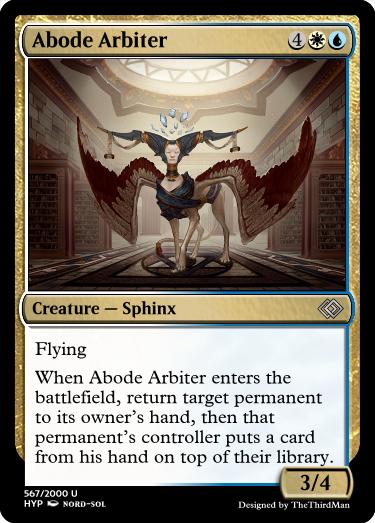 Abode Arbiter 4
Creature — Sphinx
Flying
When Abode Arbiter enters the
battlefield, return target permanent
to its owner's hand, then that
permanent's controller puts a card
from his hand on top of their library.
3/4
567/2000 U
HYP NORD-SOL
Designed by TheThirdMan